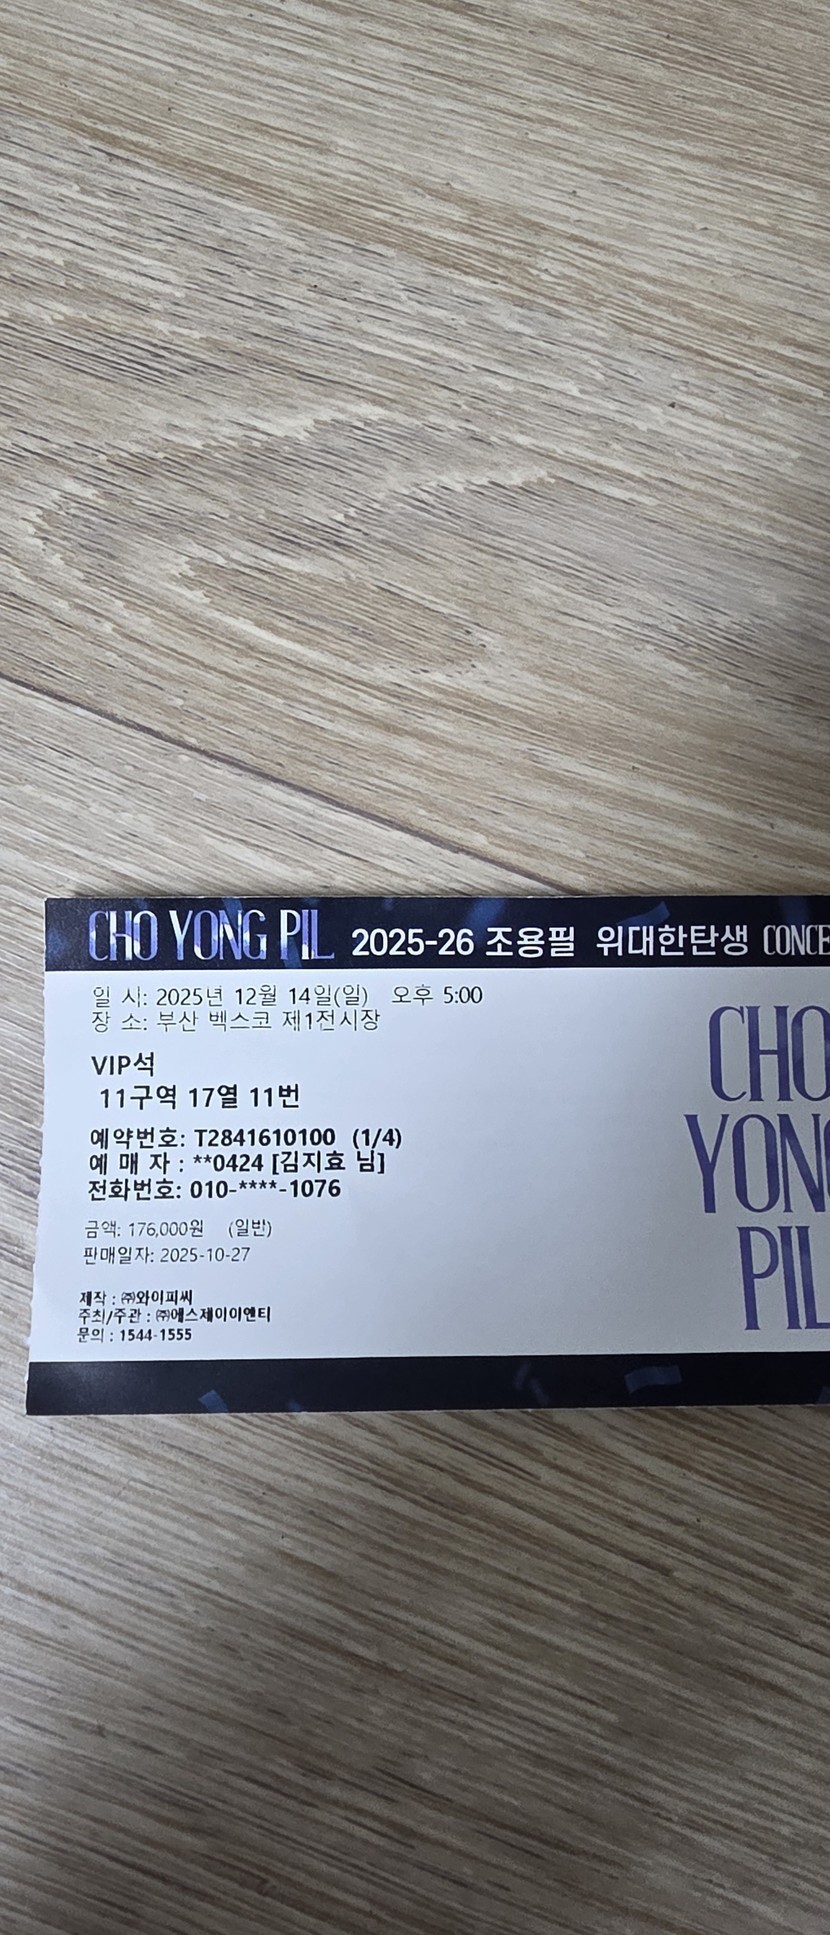 CHO YONG PIL 2025-26 조용필 위대한탄생 CONCE
일 시: 2025년 12월 14일(일) 오후 5:00
장 소: 부산 벡스코 제1전시장
VIP석
11구역 17열 11번
예약번호: T2841610100 (1/4)
예 매 자 : **0424 [김지효 님]
전화번호: 010-****-1076
금액: 176,000원 (일반)
판매일자: 2025-10-27
제작 : ㈜와이피씨
주최/주관 : ㈜에스제이이엔티
문의 : 1544-1555
CHO
YONG
PIL